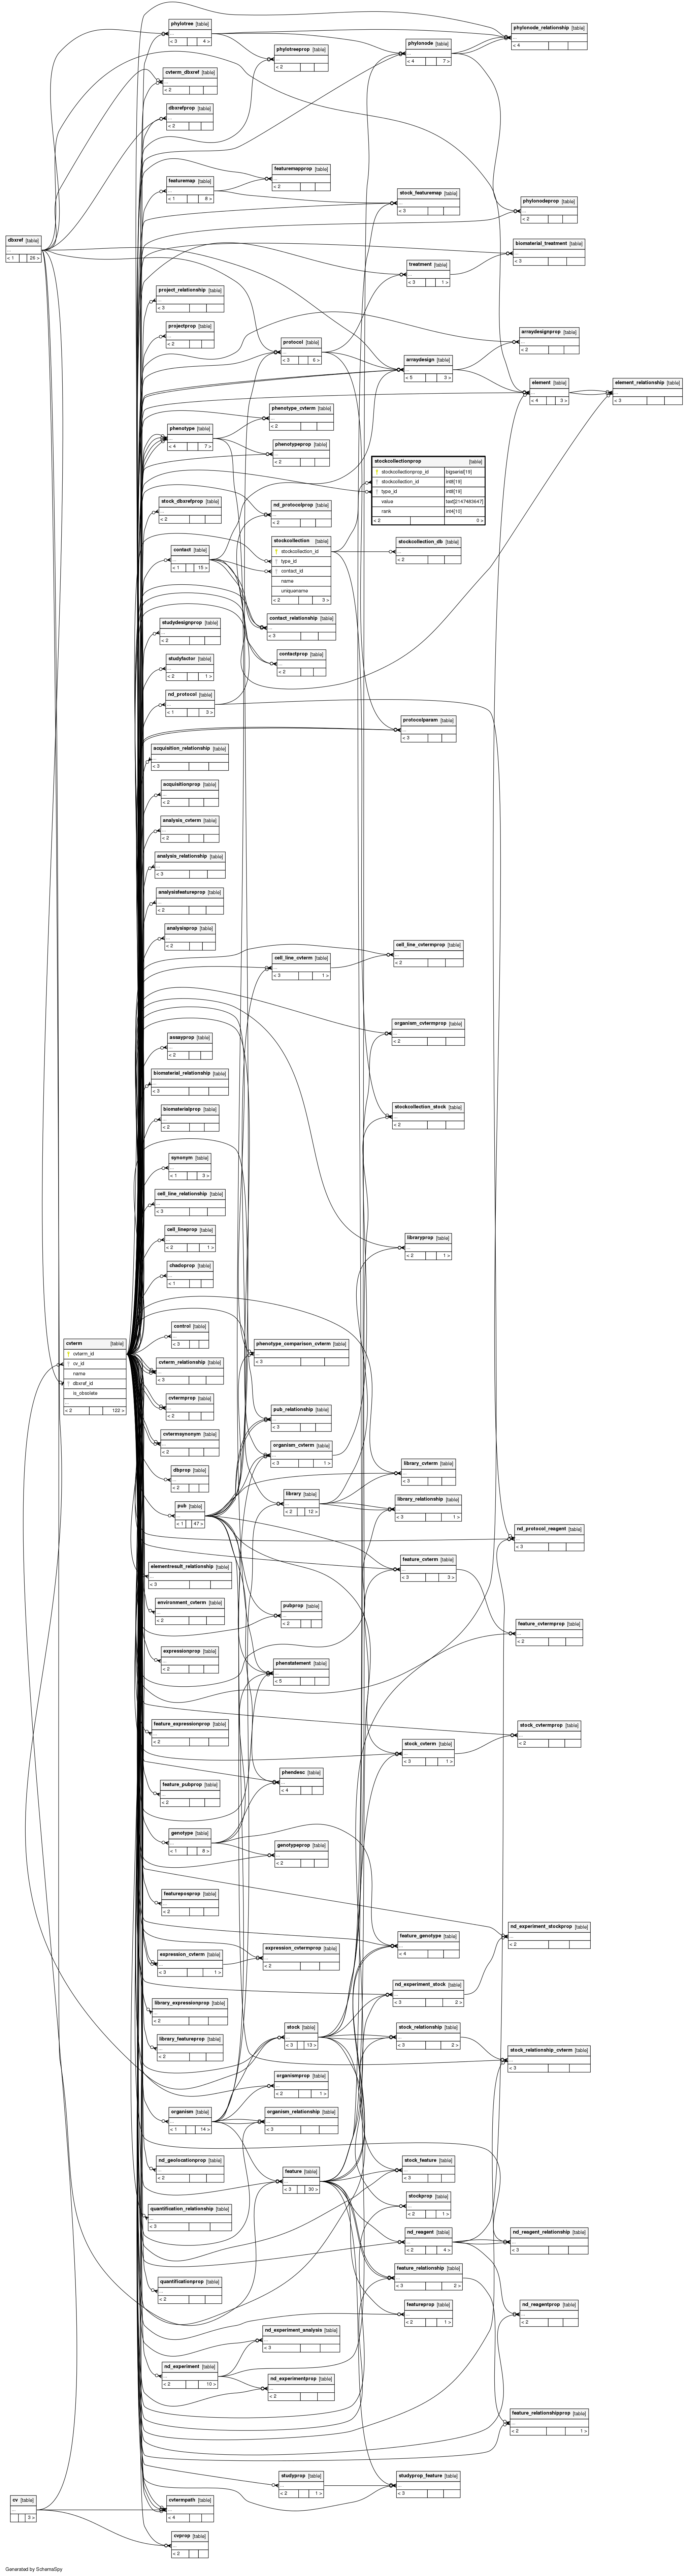 phylotree [table]
...
< 3 4 >
phylonode_relationship [table]
...
< 4
phylonode [table]
...
< 4 7 >
phylotreeprop [table]
...
< 2
cvterm_dbxref [table]
...
< 2
dbxrefprop [table]
...
< 2
featuremapprop [table]
...
< 2
featuremap [table]
...
< 1 8 >
stock_featuremap [table]
...
< 3
phylonodeprop [table]
...
< 2
dbxref [table]
...
< 1 26 >
biomaterial_treatment [table]
...
< 3
treatment [table]
...
< 3 1 >
project_relationship [table]
...
< 3
projectprop [table]
...
< 2
arraydesignprop [table]
...
< 2
protocol [table]
...
< 3 6 >
arraydesign [table]
...
< 5 3 >
element [table]
...
< 4 3 >
element_relationship [table]
...
< 3
phenotype_cvterm [table]
...
< 2
phenotype [table]
...
< 4 7 >
phenotypeprop [table]
...
< 2
stockcollectionprop [table]
stockcollectionprop_id bigserial[19]
stockcollection_id int8[19]
type_id int8[19]
value text[2147483647]
rank int4[10]
< 2 0 >
stock_dbxrefprop [table]
...
< 2
nd_protocolprop [table]
...
< 2
stockcollection [table]
stockcollection_id
type_id
contact_id
name
uniquename
< 2 3 >
stockcollection_db [table]
...
< 2
contact [table]
...
< 1 15 >
contact_relationship [table]
...
< 3
studydesignprop [table]
...
< 2
contactprop [table]
...
< 2
studyfactor [table]
...
< 2 1 >
nd_protocol [table]
...
< 1 3 >
protocolparam [table]
...
< 3
acquisition_relationship [table]
...
< 3
acquisitionprop [table]
...
< 2
analysis_cvterm [table]
...
< 2
analysis_relationship [table]
...
< 3
analysisfeatureprop [table]
...
< 2
analysisprop [table]
...
< 2
cell_line_cvtermprop [table]
...
< 2
cell_line_cvterm [table]
...
< 3 1 >
organism_cvtermprop [table]
...
< 2
assayprop [table]
...
< 2
biomaterial_relationship [table]
...
< 3
biomaterialprop [table]
...
< 2
stockcollection_stock [table]
...
< 2
synonym [table]
...
< 1 3 >
cell_line_relationship [table]
...
< 3
cell_lineprop [table]
...
< 2 1 >
libraryprop [table]
...
< 2 1 >
chadoprop [table]
...
< 1
control [table]
...
< 3
cvterm [table]
cvterm_id
cv_id
name
dbxref_id
is_obsolete
...
< 2 122 >
phenotype_comparison_cvterm [table]
...
< 3
cvterm_relationship [table]
...
< 3
cvtermprop [table]
...
< 2
pub_relationship [table]
...
< 3
cvtermsynonym [table]
...
< 2
organism_cvterm [table]
...
< 3 1 >
library_cvterm [table]
...
< 3
dbprop [table]
...
< 2
library [table]
...
< 2 12 >
library_relationship [table]
...
< 3 1 >
pub [table]
...
< 1 47 >
nd_protocol_reagent [table]
...
< 3
feature_cvterm [table]
...
< 3 3 >
elementresult_relationship [table]
...
< 3
environment_cvterm [table]
...
< 2
pubprop [table]
...
< 2
feature_cvtermprop [table]
...
< 2
expressionprop [table]
...
< 2
phenstatement [table]
...
< 5
feature_expressionprop [table]
...
< 2
stock_cvtermprop [table]
...
< 2
stock_cvterm [table]
...
< 3 1 >
phendesc [table]
...
< 4
feature_pubprop [table]
...
< 2
genotype [table]
...
< 1 8 >
genotypeprop [table]
...
< 2
featureposprop [table]
...
< 2
nd_experiment_stockprop [table]
...
< 2
feature_genotype [table]
...
< 4
expression_cvterm [table]
...
< 3 1 >
expression_cvtermprop [table]
...
< 2
nd_experiment_stock [table]
...
< 3 2 >
library_expressionprop [table]
...
< 2
stock [table]
...
< 3 13 >
stock_relationship [table]
...
< 3 2 >
library_featureprop [table]
...
< 2
stock_relationship_cvterm [table]
...
< 3
organismprop [table]
...
< 2 1 >
organism [table]
...
< 1 14 >
organism_relationship [table]
...
< 3
nd_geolocationprop [table]
...
< 2
stock_feature [table]
...
< 3
feature [table]
...
< 3 30 >
stockprop [table]
...
< 2 1 >
quantification_relationship [table]
...
< 3
nd_reagent [table]
...
< 2 4 >
nd_reagent_relationship [table]
...
< 3
feature_relationship [table]
...
< 3 2 >
quantificationprop [table]
...
< 2
featureprop [table]
...
< 2 1 >
nd_reagentprop [table]
...
< 2
nd_experiment_analysis [table]
...
< 3
nd_experiment [table]
...
< 2 10 >
nd_experimentprop [table]
...
< 2
feature_relationshipprop [table]
...
< 2 1 >
studyprop [table]
...
< 2 1 >
studyprop_feature [table]
...
< 3
cv [table]
...
3 >
cvtermpath [table]
...
< 4
cvprop [table]
...
< 2
Generated by SchemaSpy